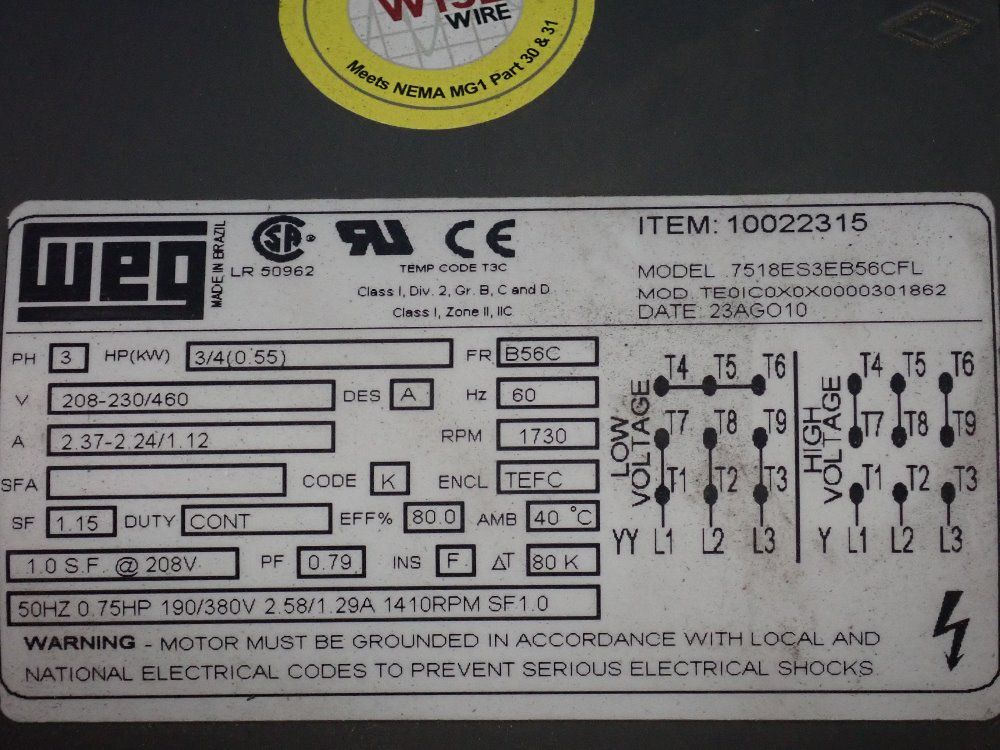 WISE
WIRE
Meets NEMA MG1 Part 30 & 31
weg
MADE IN BRAZIL
LR 50962
TEMP CODE T3C
Class I, Div. 2, Gr. B, C and D
Class I, Zone II, IIC
ITEM: 10022315
MODEL .7518ES3EB56CFL
MOD. TE0IC0X0X0000301862
DATE: 23AGO10
PH 3 HP(KW) 3/4(0.55) FR B56C
V 208-230/460 DES A Hz 60
A 2.37-2.24/1.12 RPM 1730
SFA CODE K ENCL TEFC
SF 1.15 DUTY CONT EFF% 80.0 AMB 40 °C
1.0 S.F. @ 208V PF 0.79 INS F ΔT 80 K
50HZ 0.75HP 190/380V 2.58/1.29A 1410RPM SF1.0
LOW VOLTAGE
T4 T5 T6
T7 T8 T9
T1 T2 T3
YY L1 L2 L3
HIGH VOLTAGE
T4 T5 T6
T7 T8 T9
T1 T2 T3
Y L1 L2 L3
WARNING - MOTOR MUST BE GROUNDED IN ACCORDANCE WITH LOCAL AND
NATIONAL ELECTRICAL CODES TO PREVENT SERIOUS ELECTRICAL SHOCKS